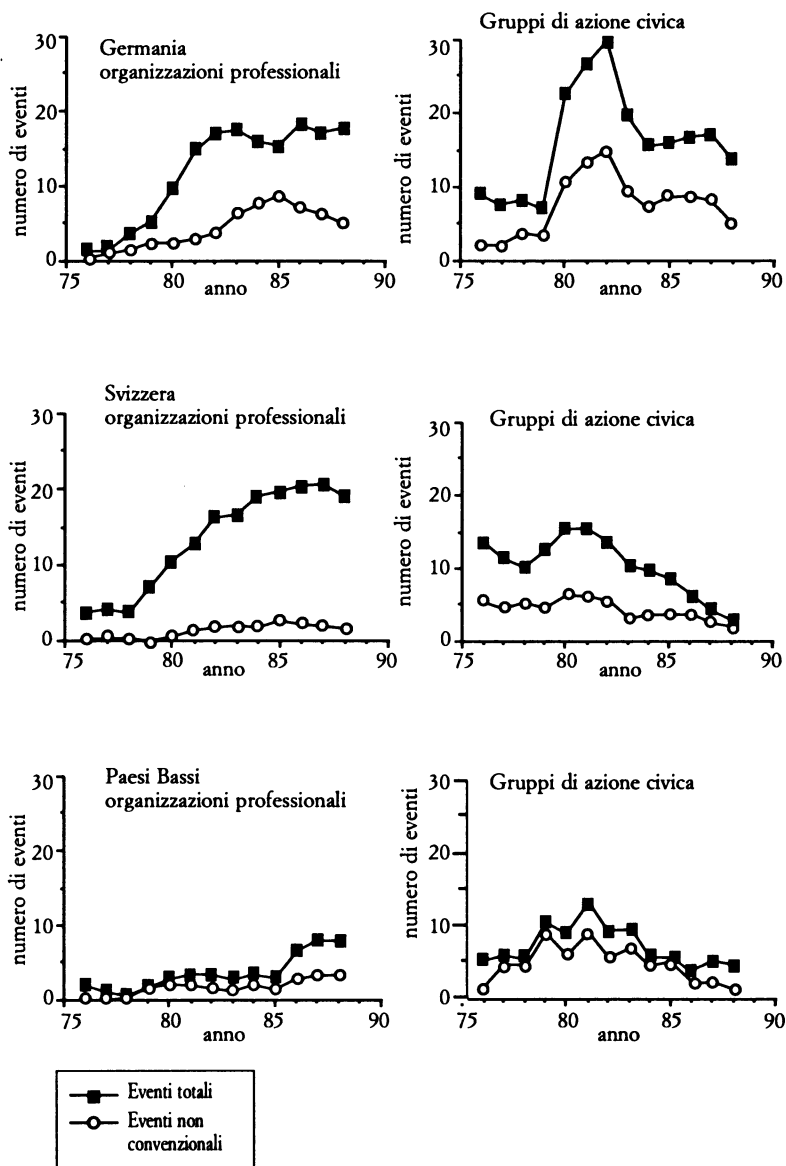 Germania
organizzazioni professionali
numero di eventi
30
20
10
0
75
80
85
90
anno
Gruppi di azione civica
numero di eventi
30
20
10
0
75
80
85
90
anno
Svizzera
organizzazioni professionali
numero di eventi
30
20
10
0
75
80
85
90
anno
Gruppi di azione civica
numero di eventi
30
20
10
0
75
80
85
90
anno
Paesi Bassi
organizzazioni professionali
numero di eventi
30
20
10
0
75
80
85
90
anno
Gruppi di azione civica
numero di eventi
30
20
10
0
75
80
85
90
anno
Eventi totali
Eventi non
convenzionali